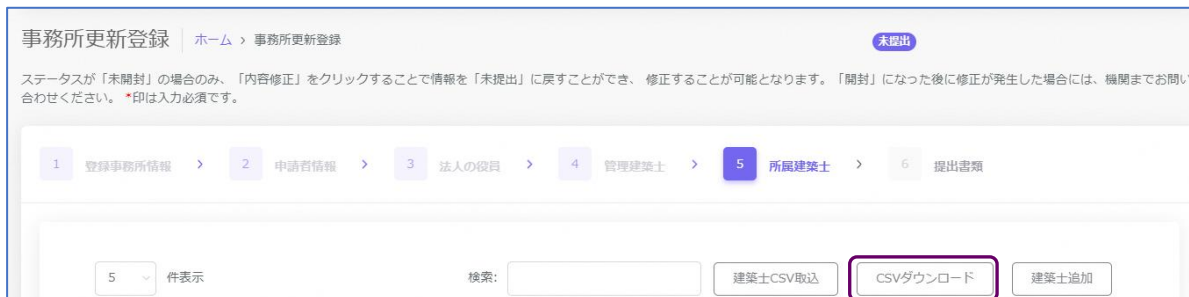 事務所更新登録 ホーム > 事務所更新登録 未提出
ステータスが「未開封」の場合のみ、「内容修正」をクリックすることで情報を「未提出」に戻すことができ、 修正することが可能となります。「開封」になった後に修正が発生した場合には、機関までお問い
合わせください。 *印は入力必須です。
1 登録事務所情報 > 2 申請者情報 > 3 法人の役員 > 4 管理建築士 > 5 所属建築士 > 6 提出書類
5 件表示 検索: 建築士CSV取込 CSVダウンロード 建築士追加